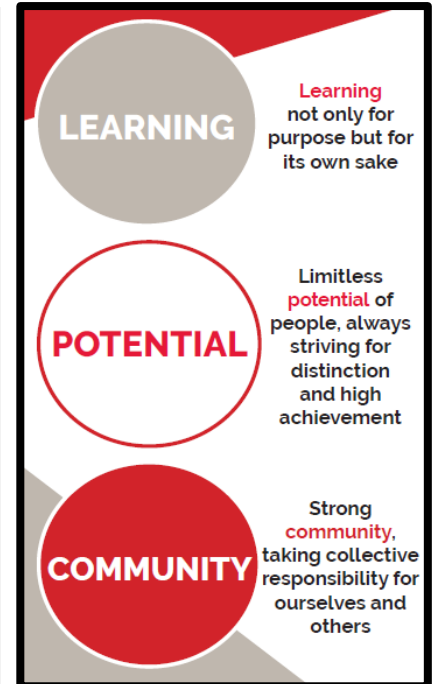 LEARNING
Learning
not only for
purpose but for
its own sake
POTENTIAL
Limitless
potential of
people, always
striving for
distinction
and high
achievement
COMMUNITY
Strong
community,
taking collective
responsibility for
ourselves and
others